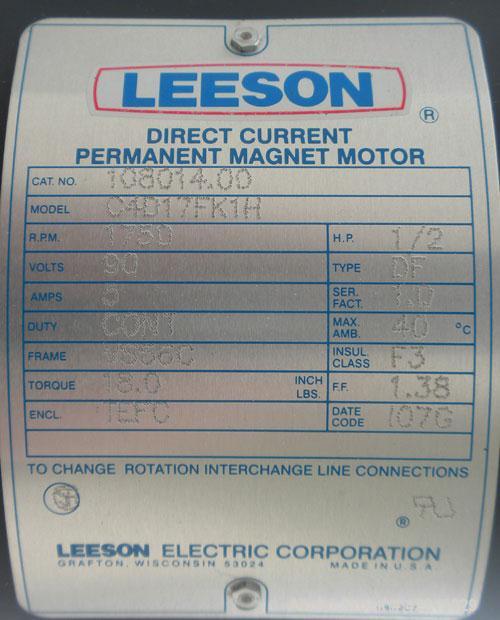 LEESON
®
DIRECT CURRENT
PERMANENT MAGNET MOTOR
CAT. NO. 108014.00
MODEL C4D17FK1H
R.P.M. 1750 H.P. 1/2
VOLTS 90 TYPE DF
AMPS 5 SER. FACT. 1.0
DUTY CONT MAX. AMB. 40 °C
FRAME SS56C INSUL. CLASS F3
TORQUE 18.0 INCH LBS. F.F. 1.38
ENCL. TEFC DATE CODE I07G
TO CHANGE ROTATION INTERCHANGE LINE CONNECTIONS
®
LEESON ELECTRIC CORPORATION
GRAFTON, WISCONSIN 53024 MADE IN U.S.A.